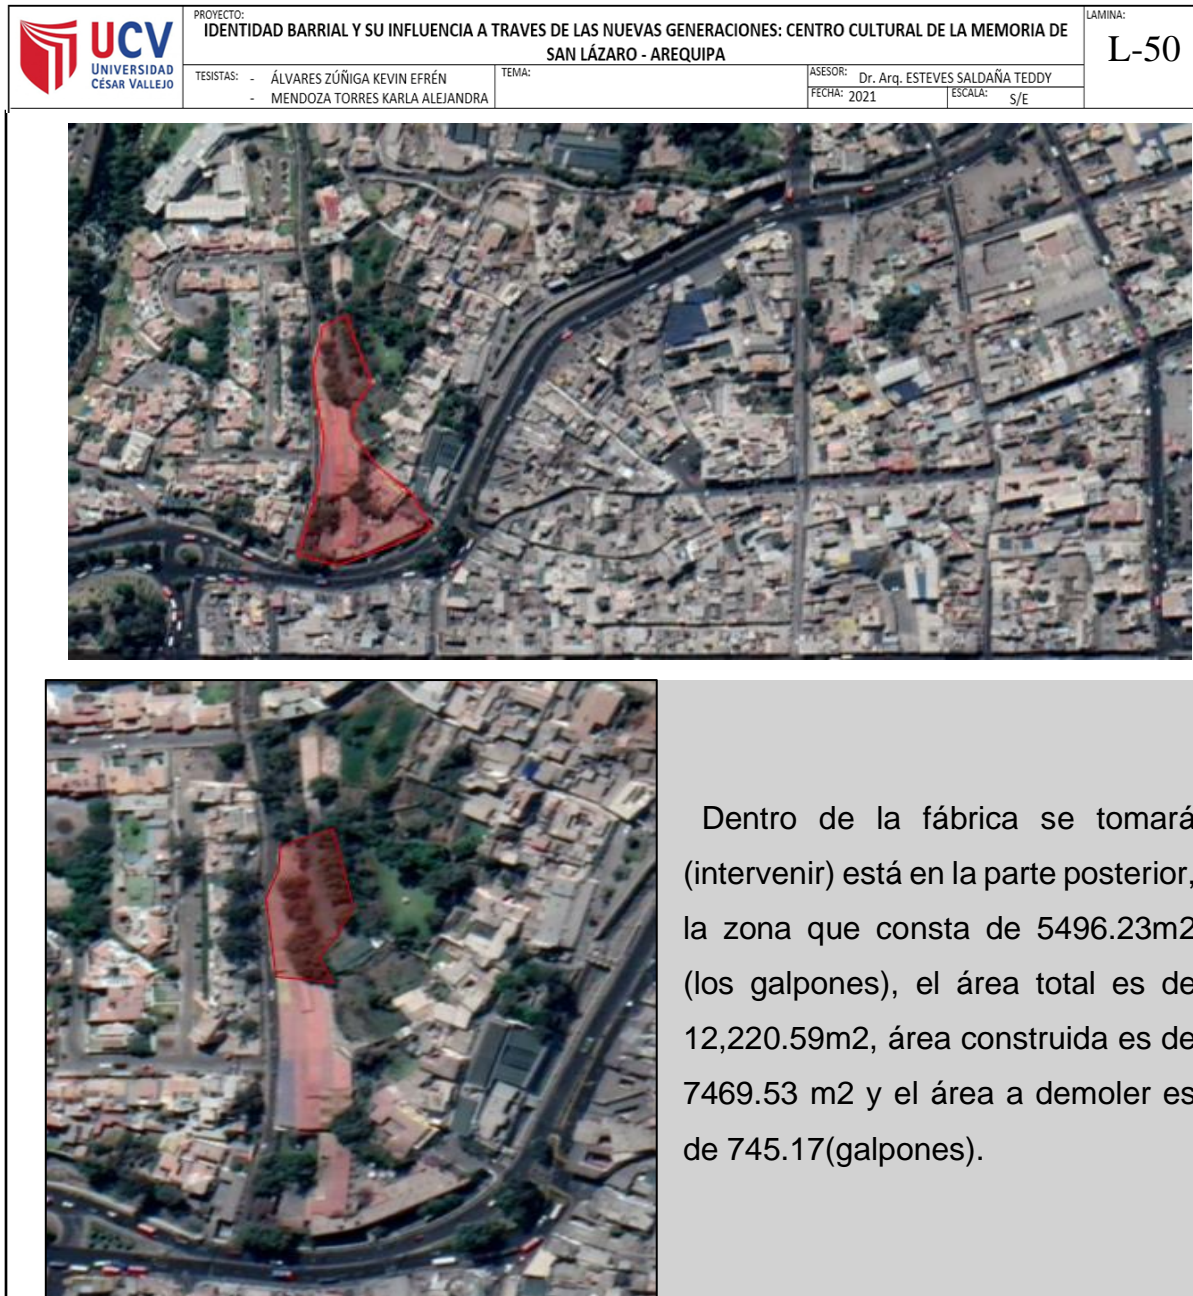 UCV
UNIVERSIDAD
CÉSAR VALLEJO
PROYECTO:
IDENTIDAD BARRIAL Y SU INFLUENCIA A TRAVES DE LAS NUEVAS GENERACIONES: CENTRO CULTURAL DE LA MEMORIA DE
SAN LÁZARO - AREQUIPA
TESISTAS: - ÁLVARES ZÚÑIGA KEVIN EFRÉN
- MENDOZA TORRES KARLA ALEJANDRA
TEMA:
ASESOR: Dr. Arq. ESTEVES SALDAÑA TEDDY
FECHA: 2021
ESCALA: S/E
LAMINA:
L-50
Dentro de la fábrica se tomará
(intervenir) está en la parte posterior,
la zona que consta de 5496.23m2
(los galpones), el área total es de
12,220.59m2, área construida es de
7469.53 m2 y el área a demoler es
de 745.17(galpones).